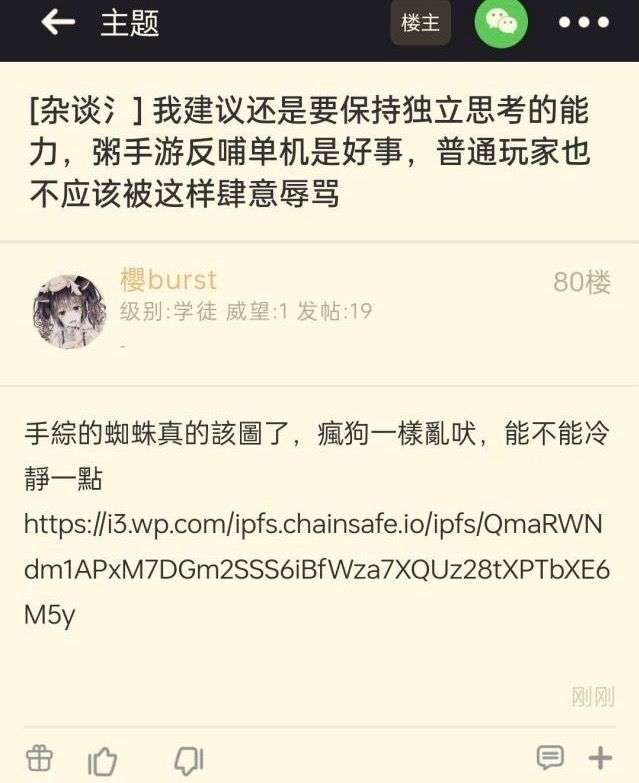 主题
楼主
[杂谈氵] 我建议还是要保持独立思考的能
力，粥手游反哺单机是好事，普通玩家也
不应该被这样肆意辱骂
櫻burst
80楼
级别:学徒 威望:1 发帖:19
-
手綜的蜘蛛真的該圖了，瘋狗一樣亂吠，能不能冷
靜一點
https://i3.wp.com/ipfs.chainsafe.io/ipfs/QmaRWN
dm1APxM7DGm2SSS6iBfWza7XQUz28tXPTbXE6
M5y
刚刚